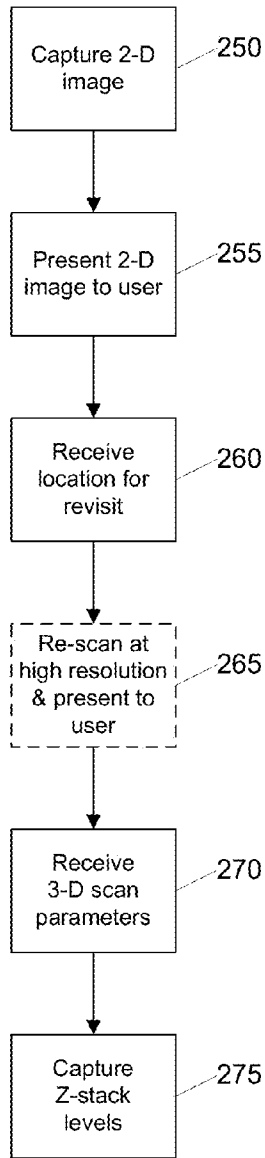 Capture 2-D
image
250
Present 2-D
image to user
255
Receive
location for
revisit
260
Re-scan at
high resolution
& present to
user
265
Receive
3-D scan
parameters
270
Capture
Z-stack
levels
275